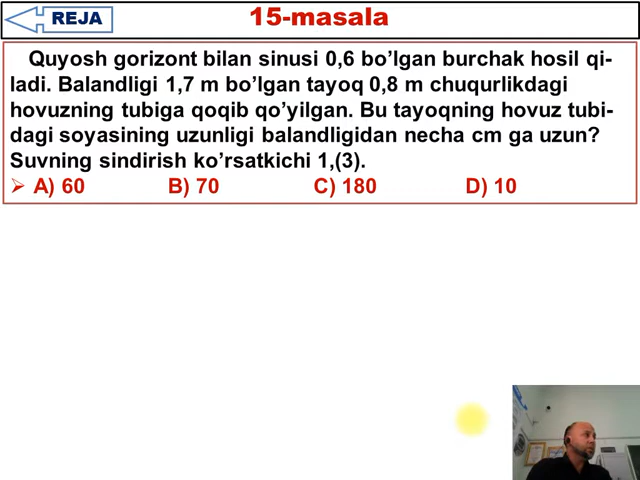 REJA
15-masala
Quyosh gorizont bilan sinusi 0,6 bo’lgan burchak hosil qi-
ladi. Balandligi 1,7 m bo’lgan tayoq 0,8 m chuqurlikdagi
hovuzning tubiga qoqib qo’yilgan. Bu tayoqning hovuz tubi-
dagi soyasining uzunligi balandligidan necha cm ga uzun?
Suvning sindirish ko’rsatkichi 1,(3).
➢ A) 60 B) 70 C) 180 D) 10